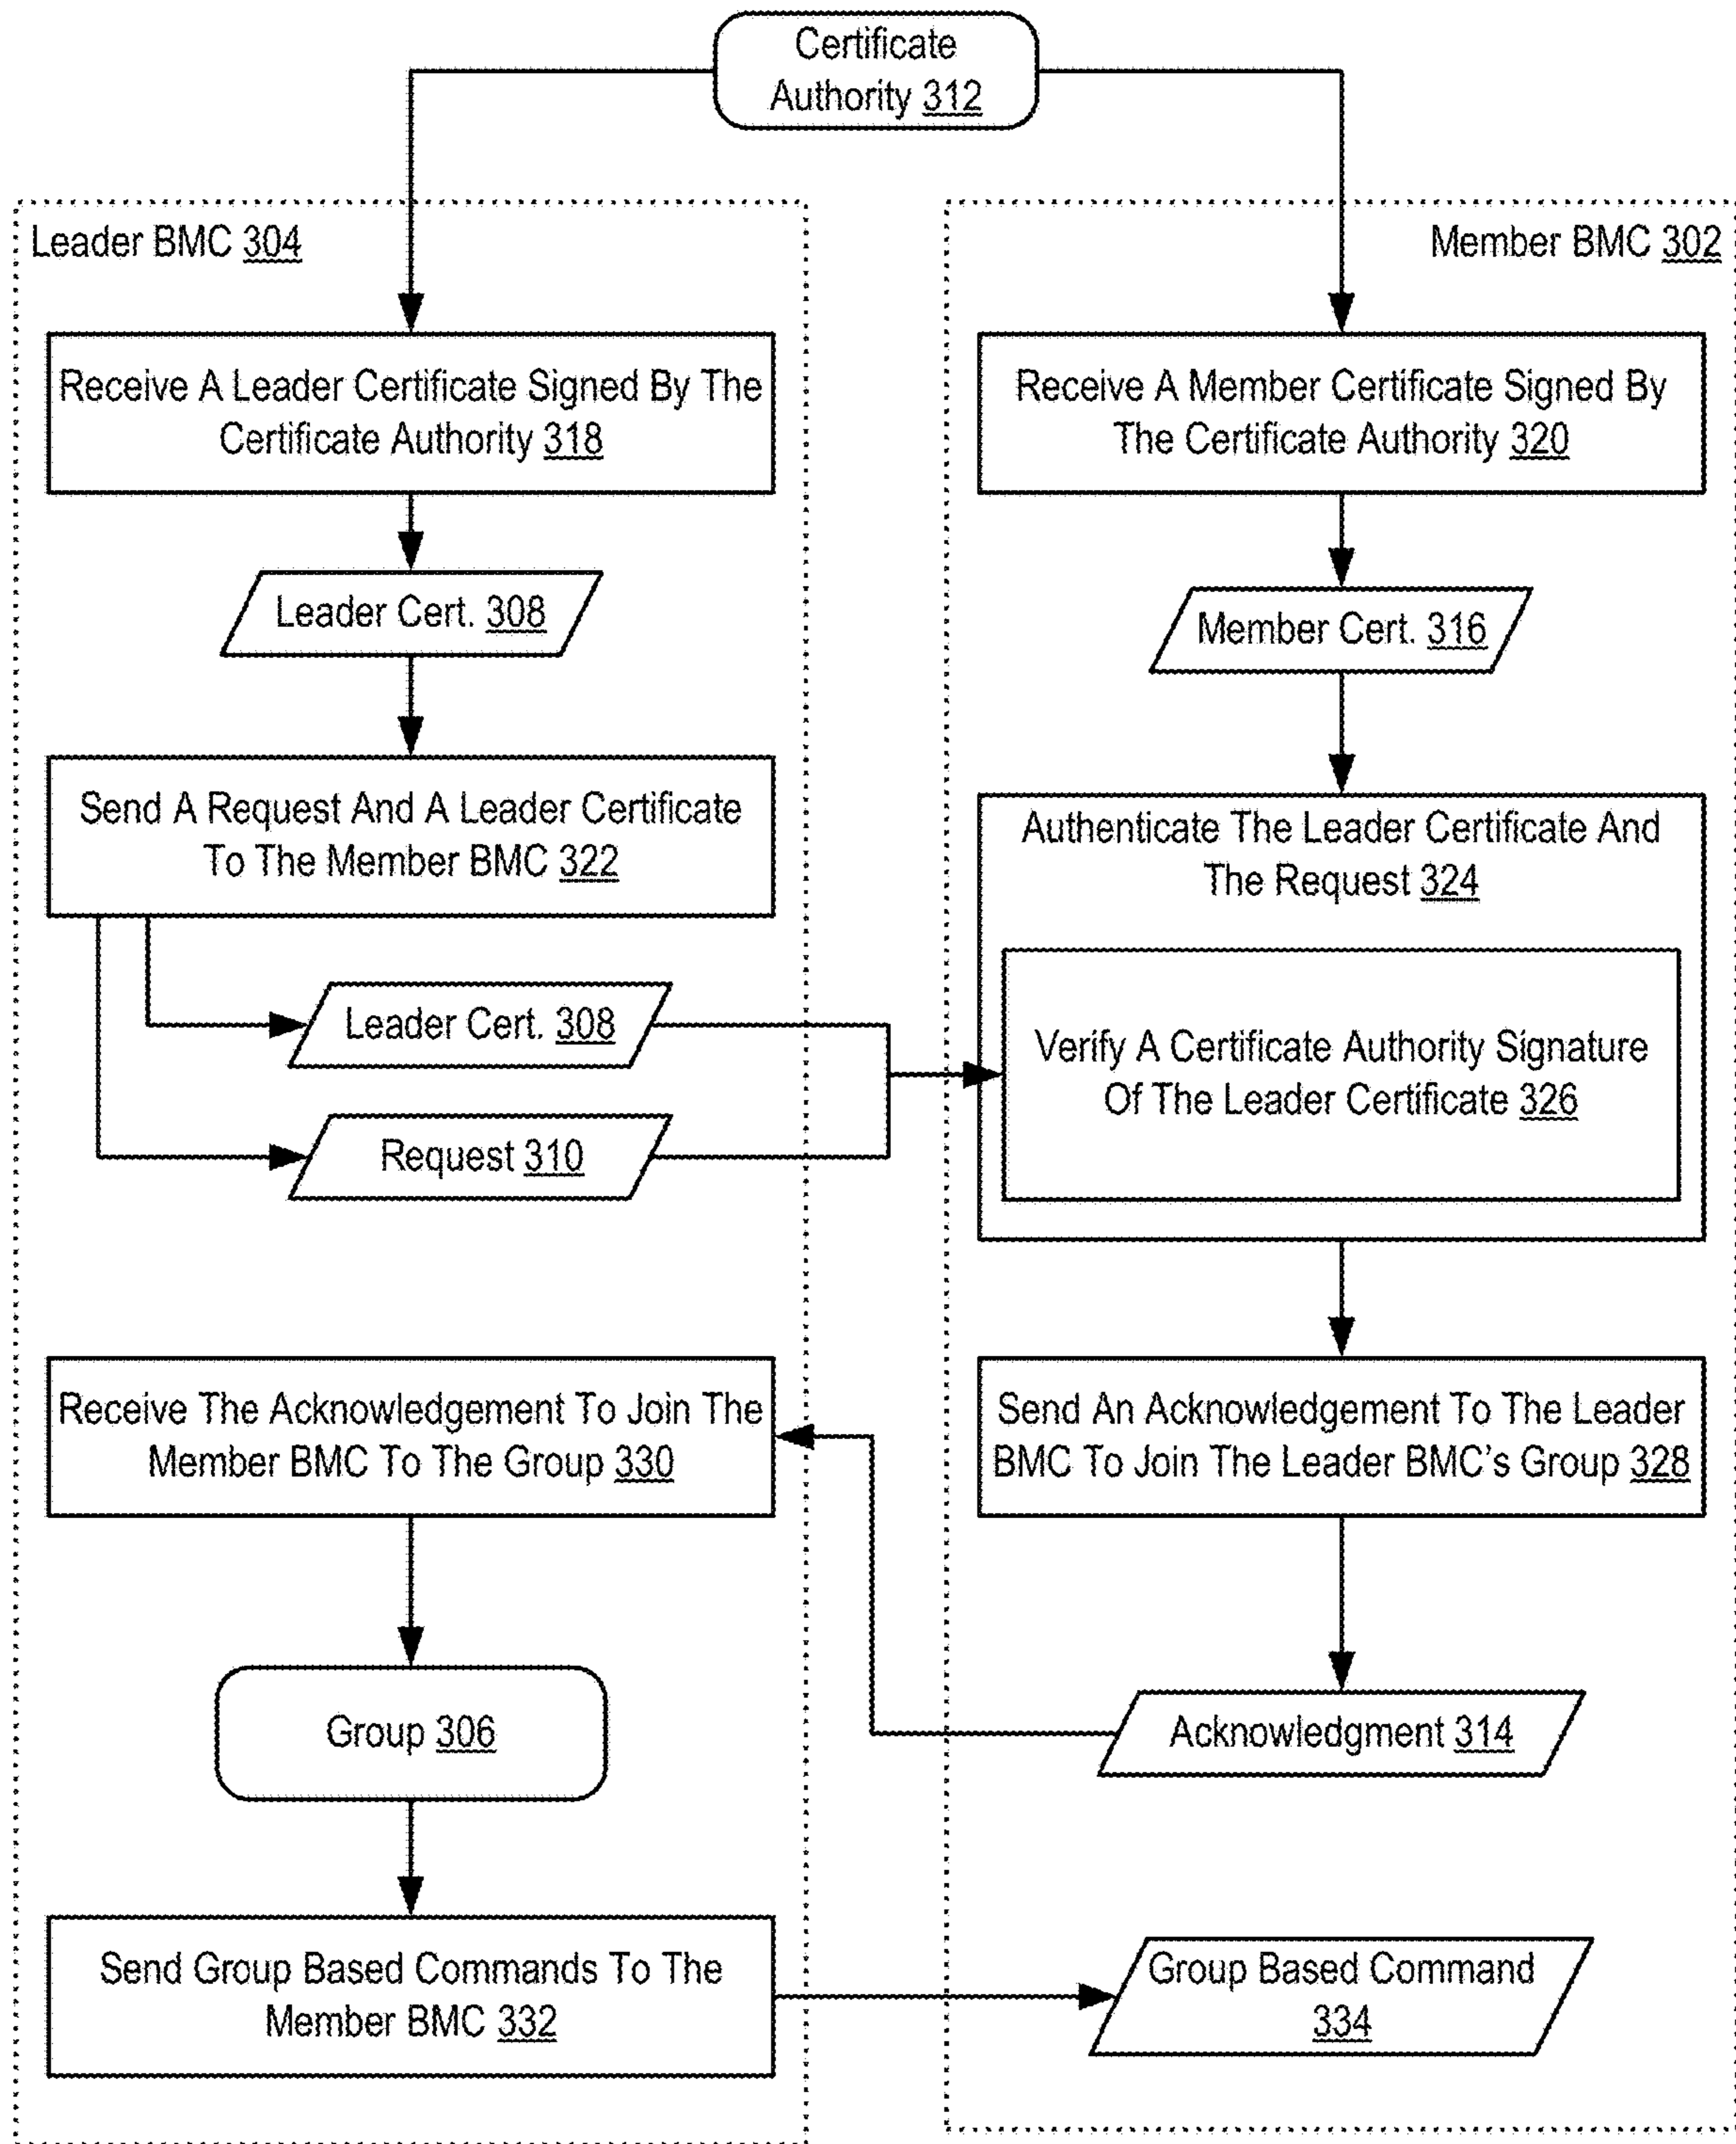 Certificate
Authority 312
Leader BMC 304
Member BMC 302
Receive A Leader Certificate Signed By The
Certificate Authority 318
Receive A Member Certificate Signed By
The Certificate Authority 320
Leader Cert. 308
Member Cert. 316
Send A Request And A Leader Certificate
To The Member BMC 322
Authenticate The Leader Certificate And
The Request 324
Leader Cert. 308
Verify A Certificate Authority Signature
Of The Leader Certificate 326
Request 310
Receive The Acknowledgement To Join The
Member BMC To The Group 330
Send An Acknowledgement To The Leader
BMC To Join The Leader BMC's Group 328
Group 306
Acknowledgment 314
Send Group Based Commands To The
Member BMC 332
Group Based Command
334